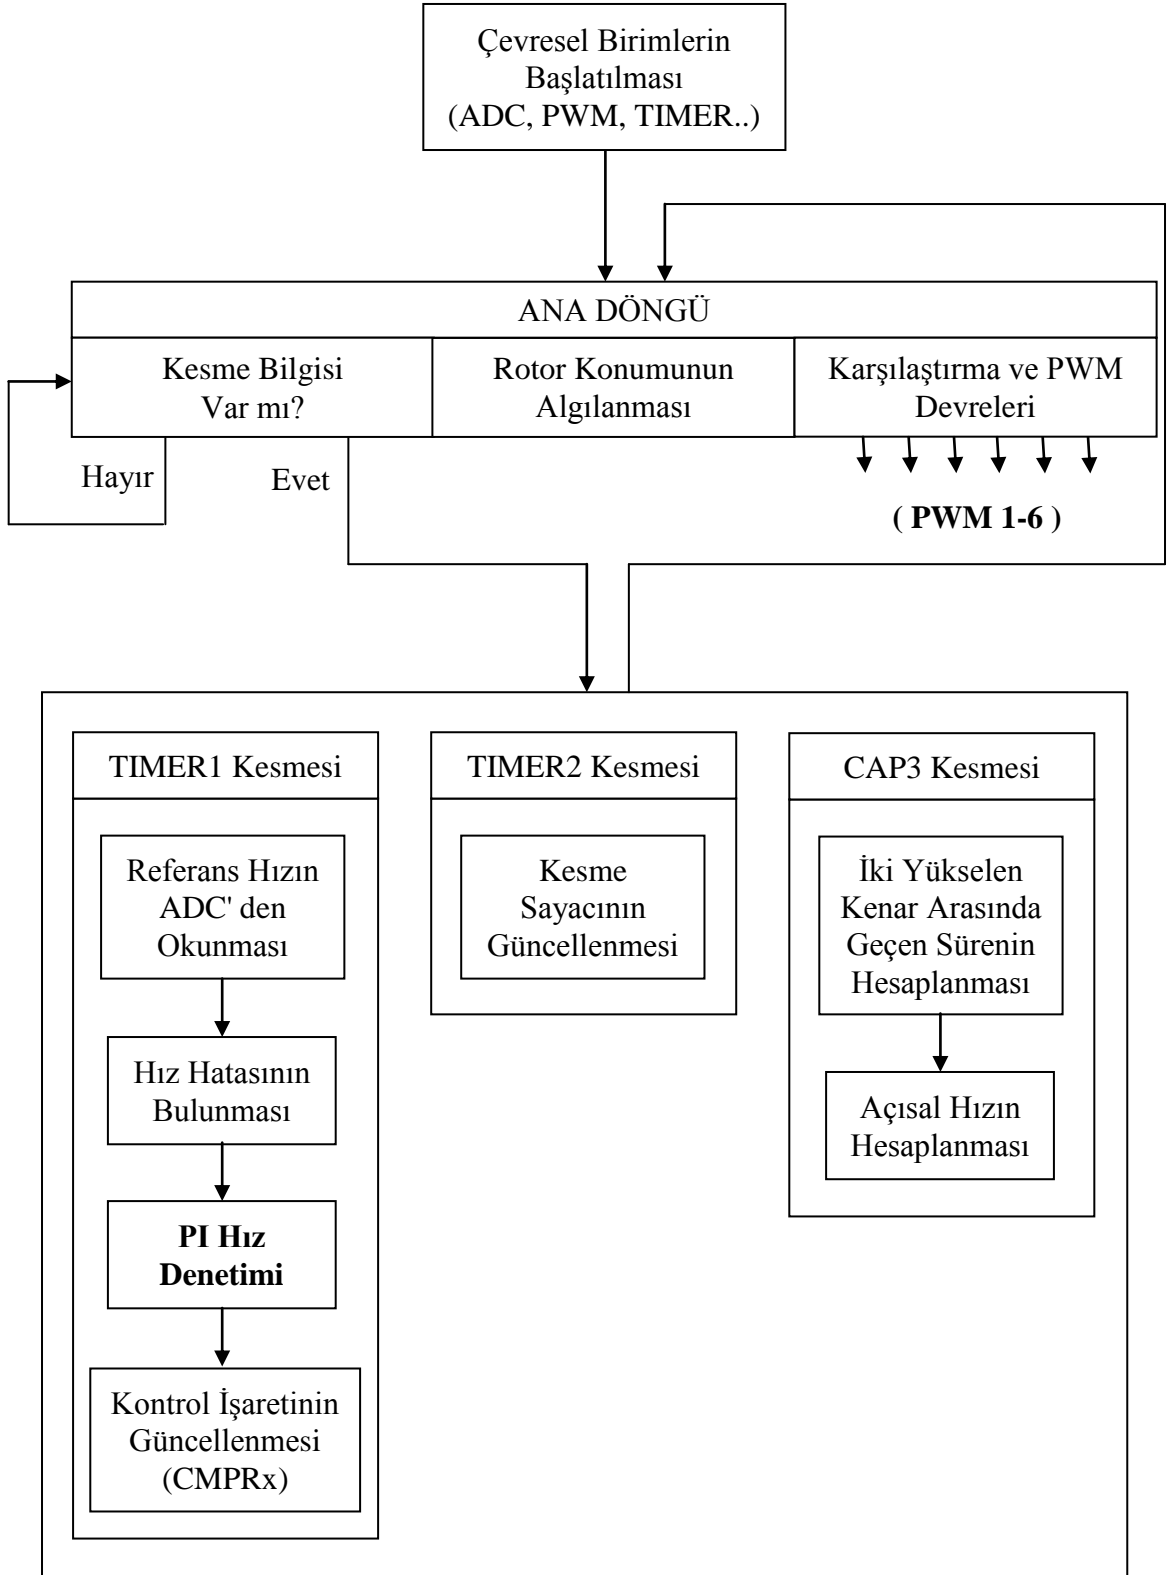 Çevresel Birimlerin
Başlatılması
(ADC, PWM, TIMER..)
ANA DÖNGÜ
Kesme Bilgisi
Var mı?
Rotor Konumunun
Algılanması
Karşılaştırma ve PWM
Devreleri
Hayır
Evet
( PWM 1-6 )
TIMER1 Kesmesi
Referans Hızın
ADC' den
Okunması
Hız Hatasının
Bulunması
PI Hız
Denetimi
Kontrol İşaretinin
Güncellenmesi
(CMPRx)
TIMER2 Kesmesi
Kesme
Sayacının
Güncellenmesi
CAP3 Kesmesi
İki Yükselen
Kenar Arasında
Geçen Sürenin
Hesaplanması
Açısal Hızın
Hesaplanması